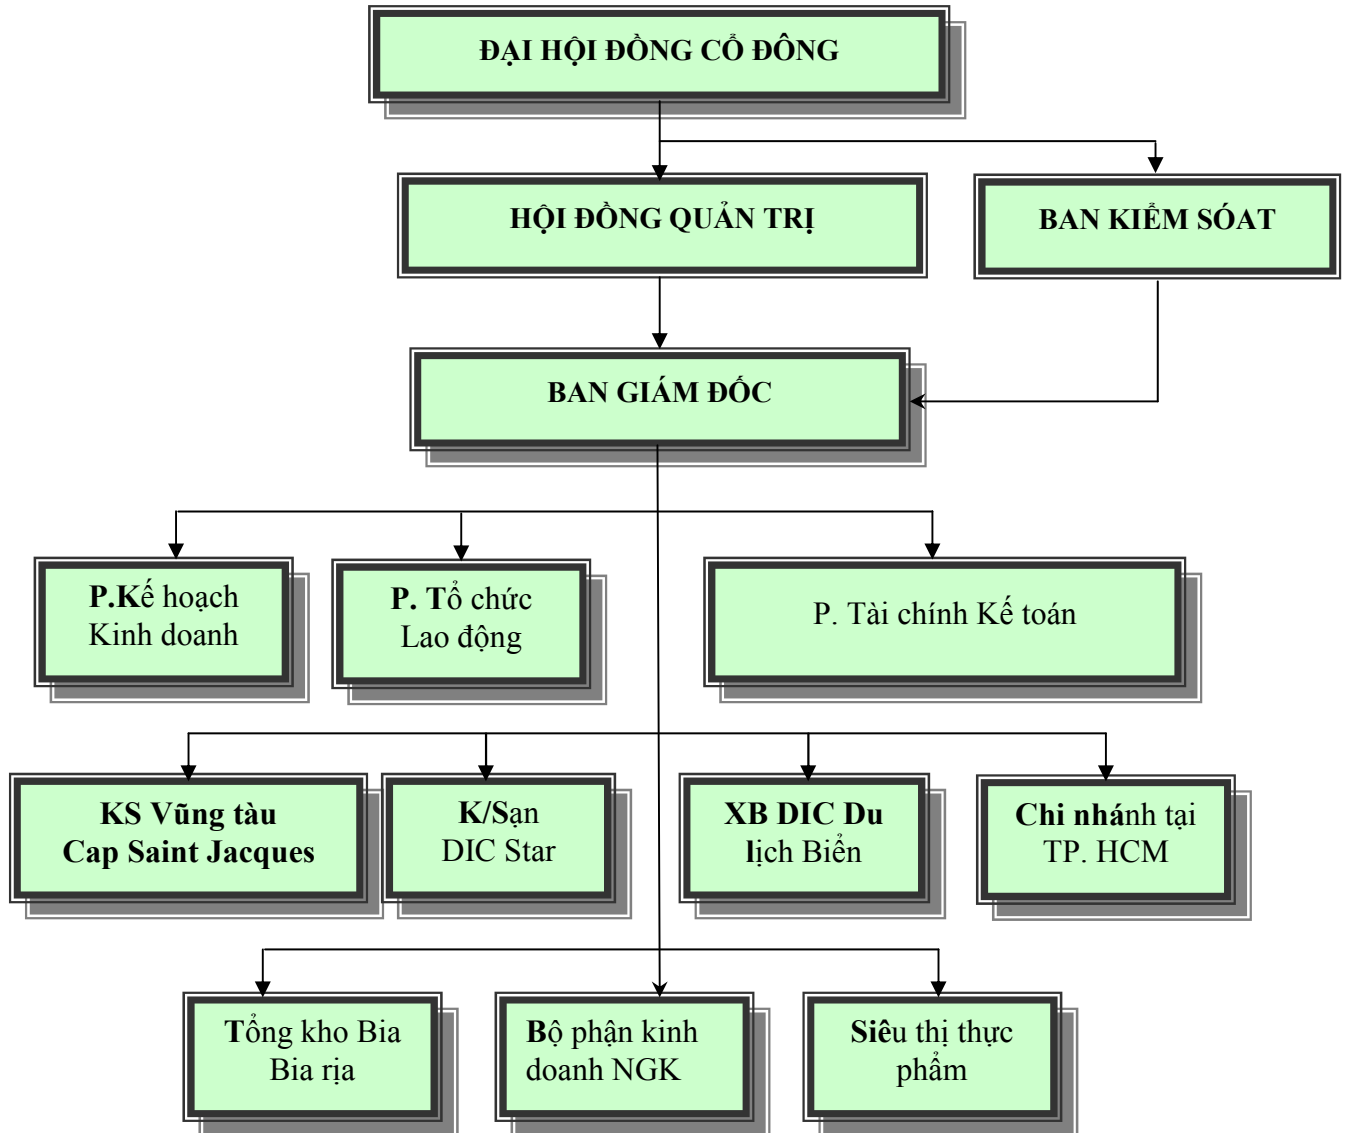 ĐẠI HỘI ĐỒNG CỔ ĐÔNG
HỘI ĐỒNG QUẢN TRỊ
BAN KIỂM SÓAT
BAN GIÁM ĐỐC
P.Kế hoạch
Kinh doanh
P. Tổ chức
Lao động
P. Tài chính Kế toán
KS Vũng tàu
Cap Saint Jacques
K/Sạn
DIC Star
XB DIC Du
lịch Biển
Chi nhánh tại
TP. HCM
Tổng kho Bia
Bia rịa
Bộ phận kinh
doanh NGK
Siêu thị thực
phẩm